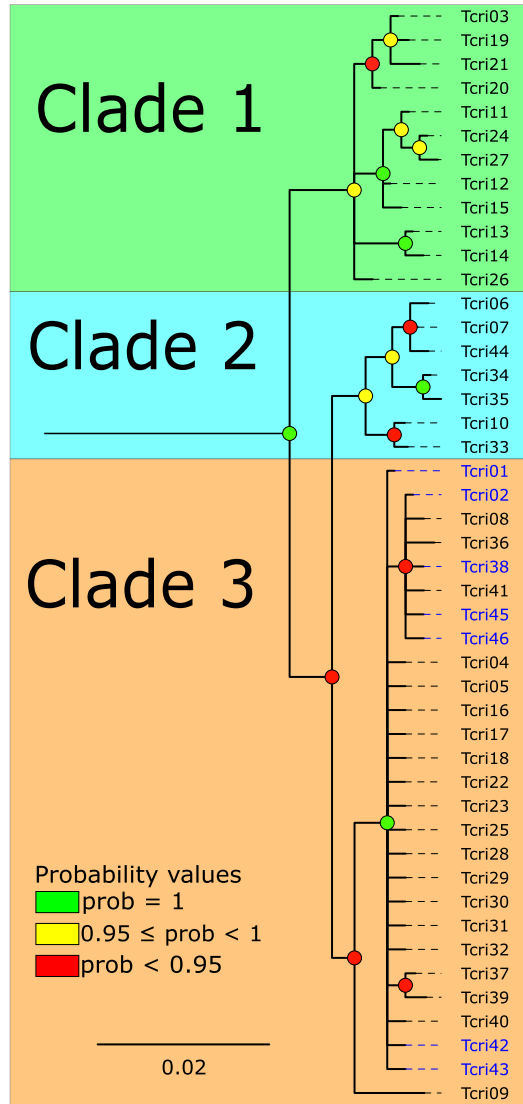 Clade 1
Tcri03
Tcri19
Tcri21
Tcri20
Tcri11
Tcri24
Tcri27
Tcri12
Tcri15
Tcri13
Tcri14
Tcri26
Clade 2
Tcri06
Tcri07
Tcri44
Tcri34
Tcri35
Tcri10
Tcri33
Clade 3
Tcri01
Tcri02
Tcri08
Tcri36
Tcri38
Tcri41
Tcri45
Tcri46
Tcri04
Tcri05
Tcri16
Tcri17
Tcri18
Tcri22
Tcri23
Tcri25
Tcri28
Tcri29
Tcri30
Tcri31
Tcri32
Tcri37
Tcri39
Tcri40
Tcri42
Tcri43
Tcri09
Probability values
prob = 1
0.95 ≤ prob < 1
prob < 0.95
0.02